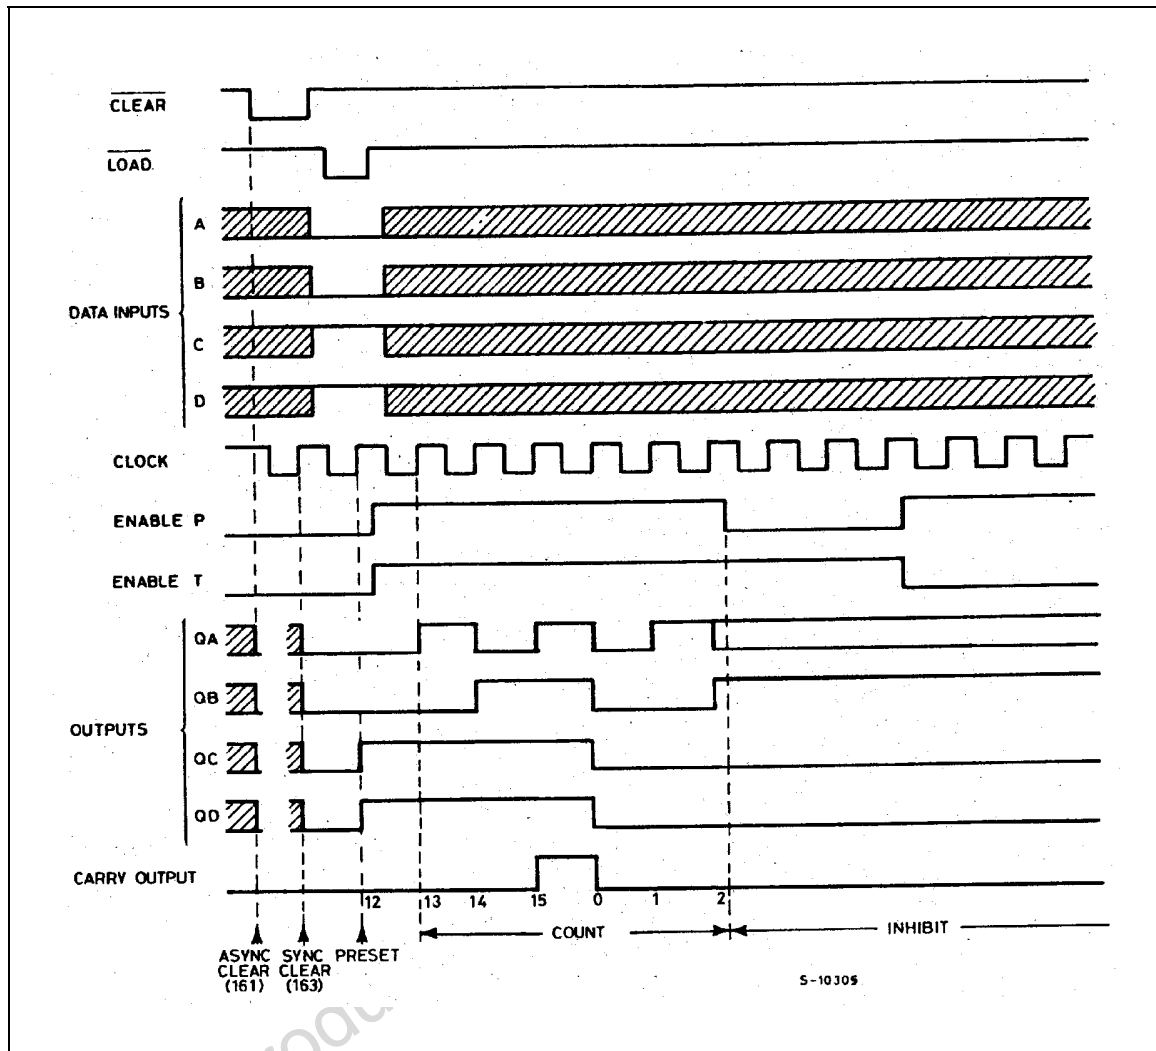 CLEAR
LOAD.
DATA INPUTS
A
B
C
D
CLOCK
ENABLE P
ENABLE T
OUTPUTS
QA
QB
QC
QD
CARRY OUTPUT
12 13 14 15 0 1 2
COUNT INHIBIT
ASYNC CLEAR (161)
SYNC CLEAR (163)
PRESET
S-10305